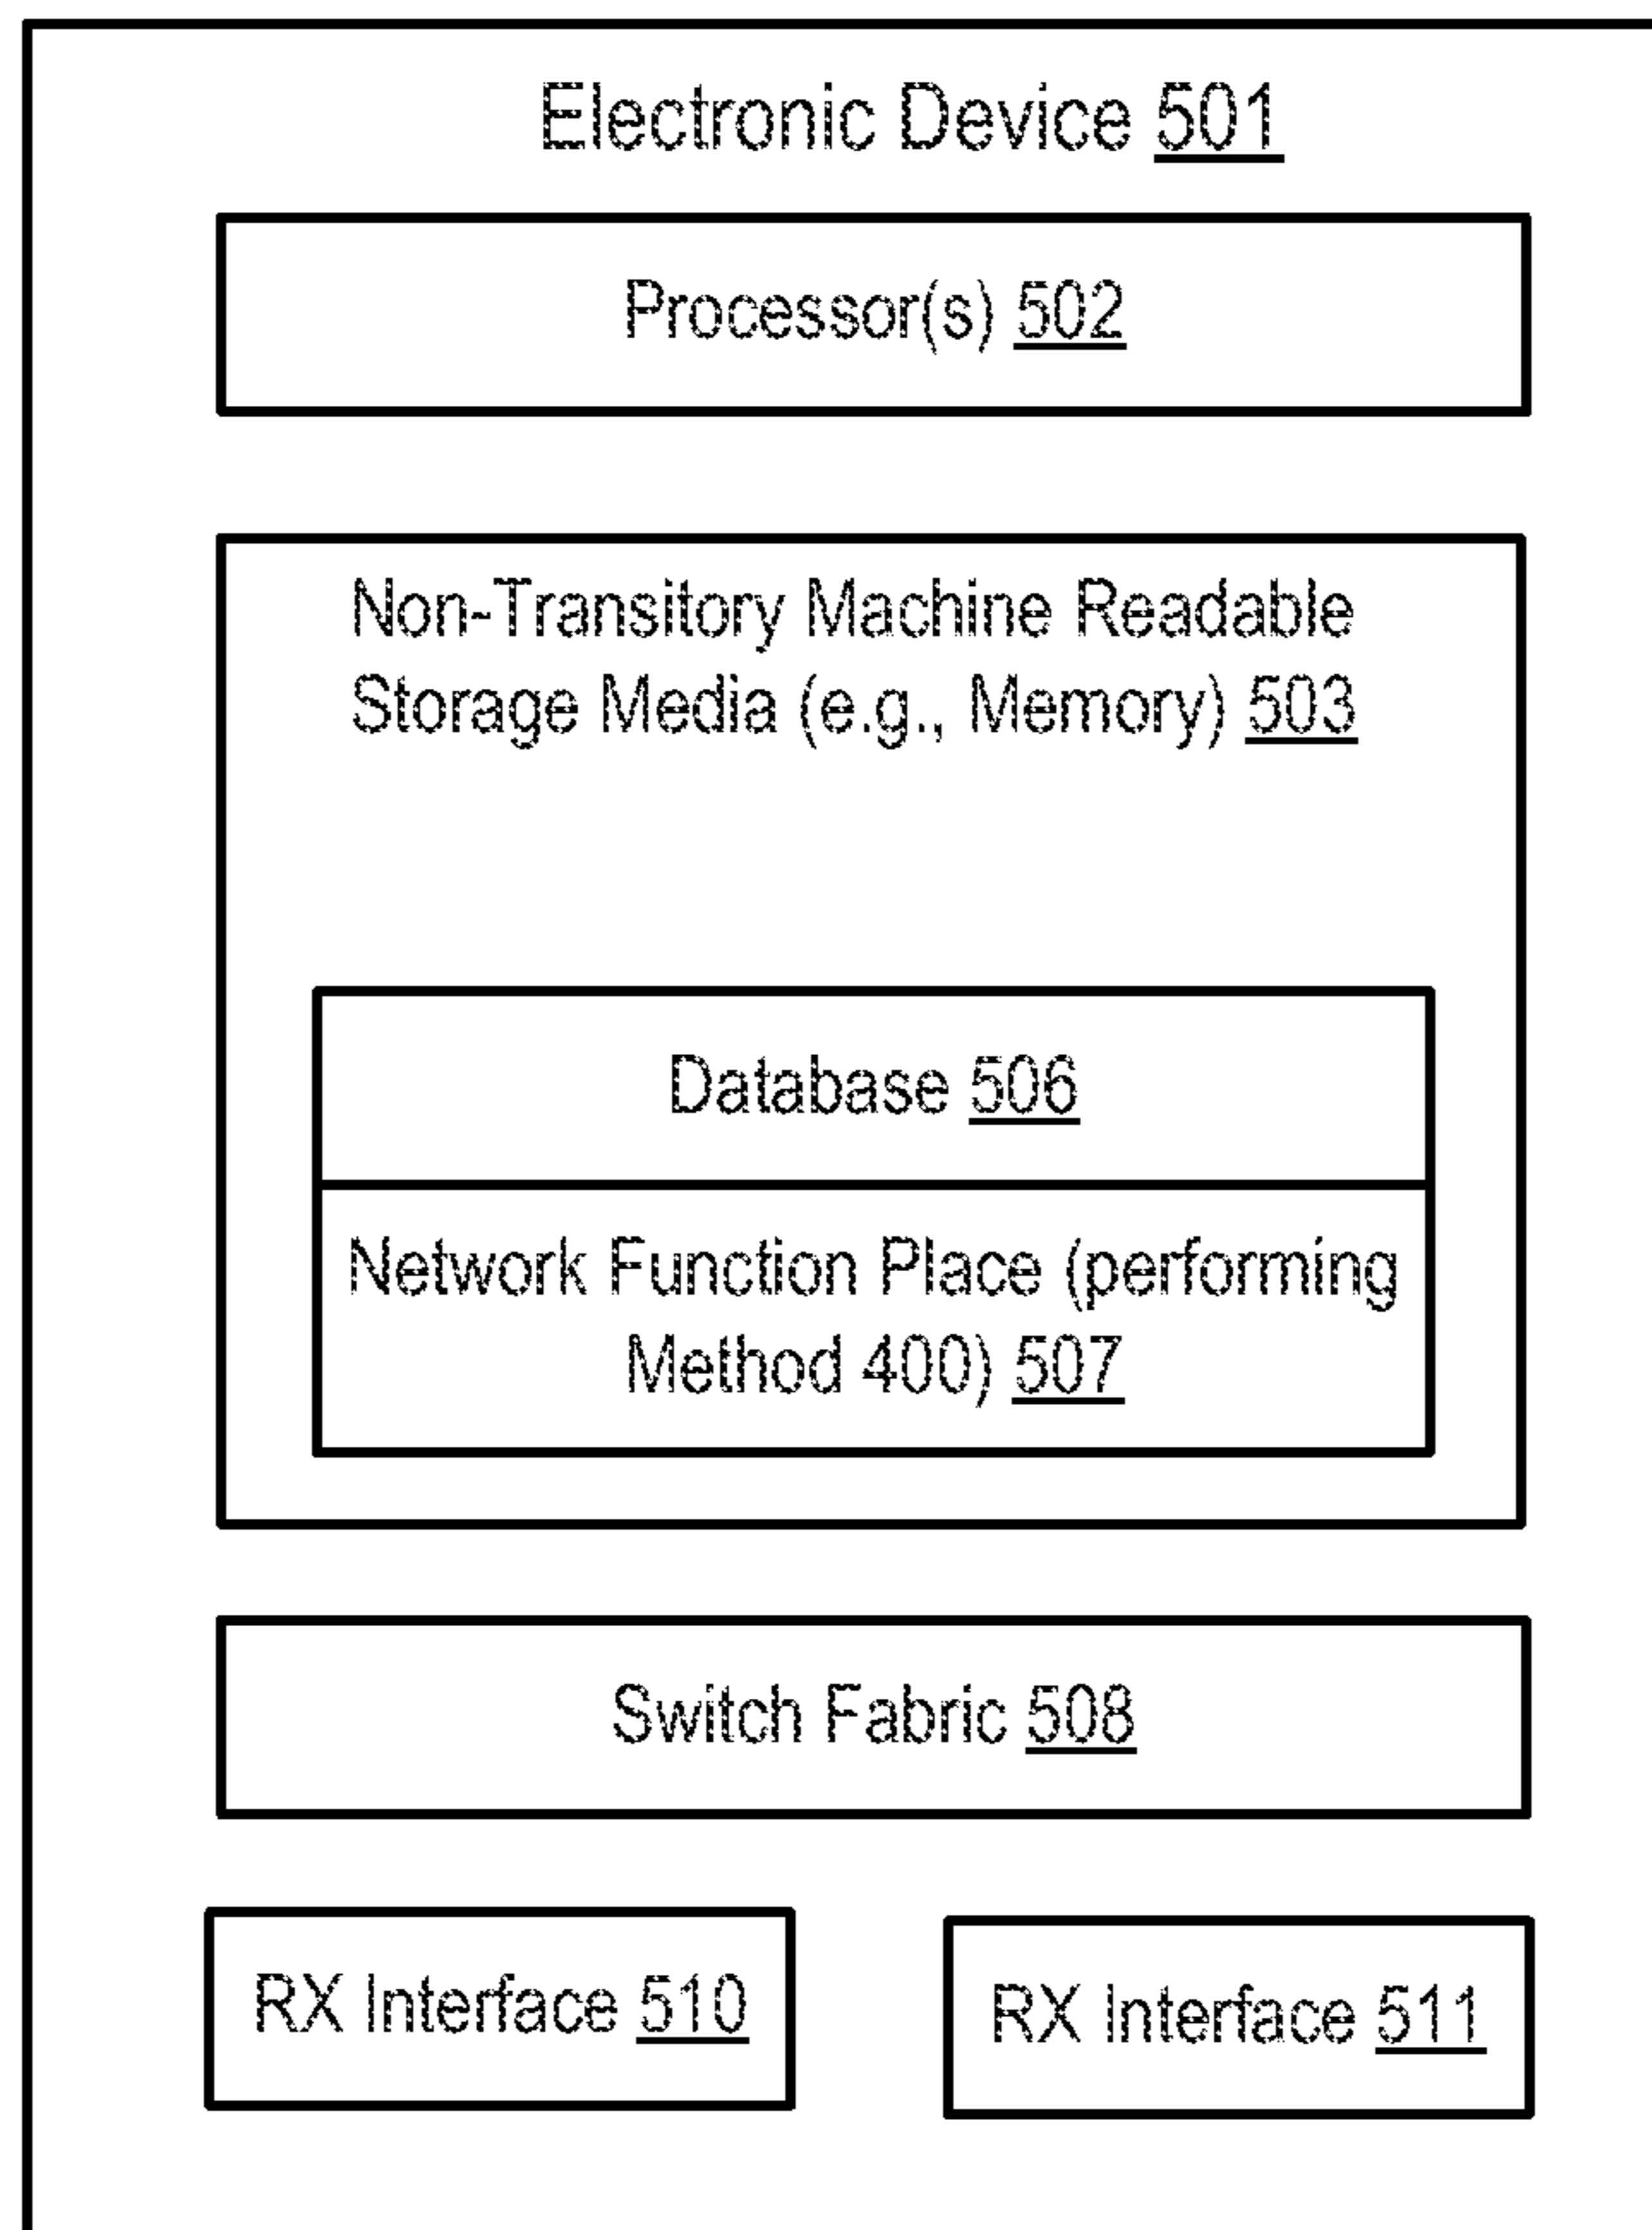 Electronic Device 501
Processor(s) 502
Non-Transitory Machine Readable
Storage Media (e.g., Memory) 503
Database 506
Network Function Place (performing
Method 400) 507
Switch Fabric 508
RX Interface 510
RX Interface 511